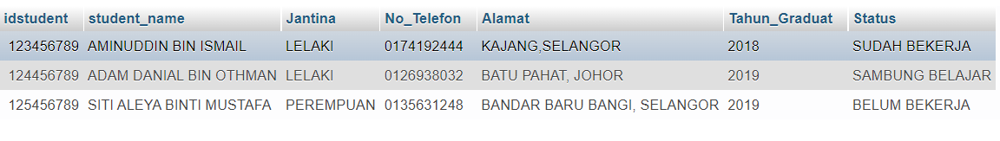 idstudent student_name Jantina No_Telefon Alamat Tahun_Graduat Status
123456789 AMINUDDIN BIN ISMAIL LELAKI 0174192444 KAJANG,SELANGOR 2018 SUDAH BEKERJA
124456789 ADAM DANIAL BIN OTHMAN LELAKI 0126938032 BATU PAHAT, JOHOR 2019 SAMBUNG BELAJAR
125456789 SITI ALEYA BINTI MUSTAFA PEREMPUAN 0135631248 BANDAR BARU BANGI, SELANGOR 2019 BELUM BEKERJA